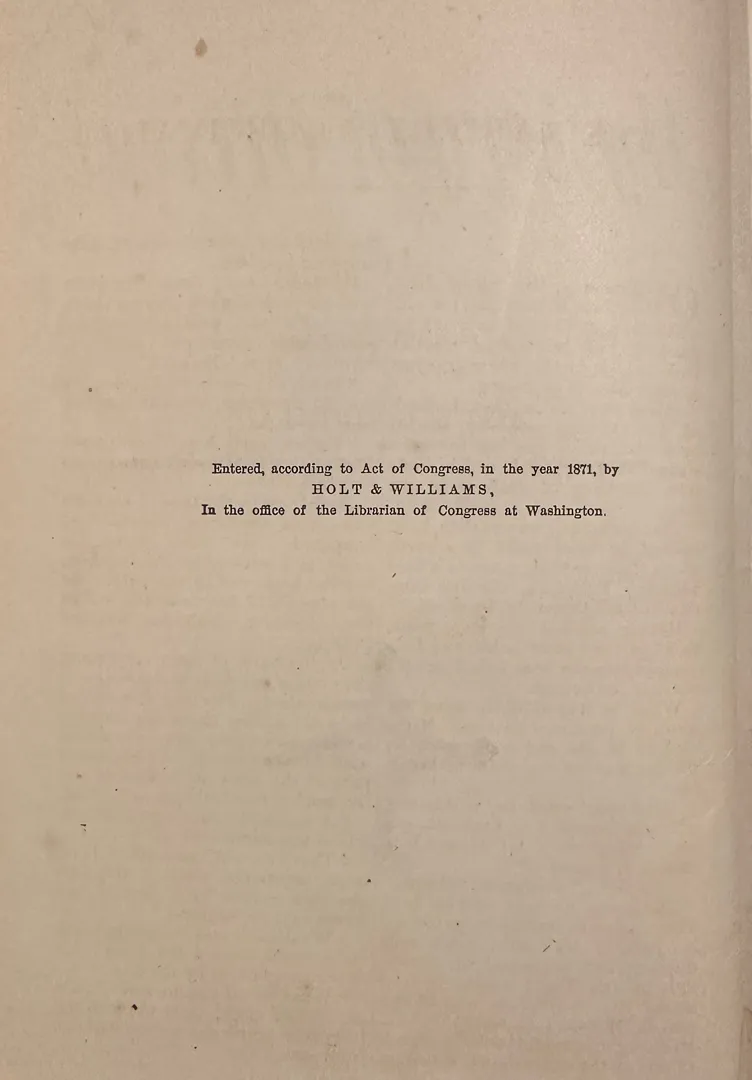 Entered, according to Act of Congress, in the year 1871, by
HOLT & WILLIAMS,
In the office of the Librarian of Congress at Washington.